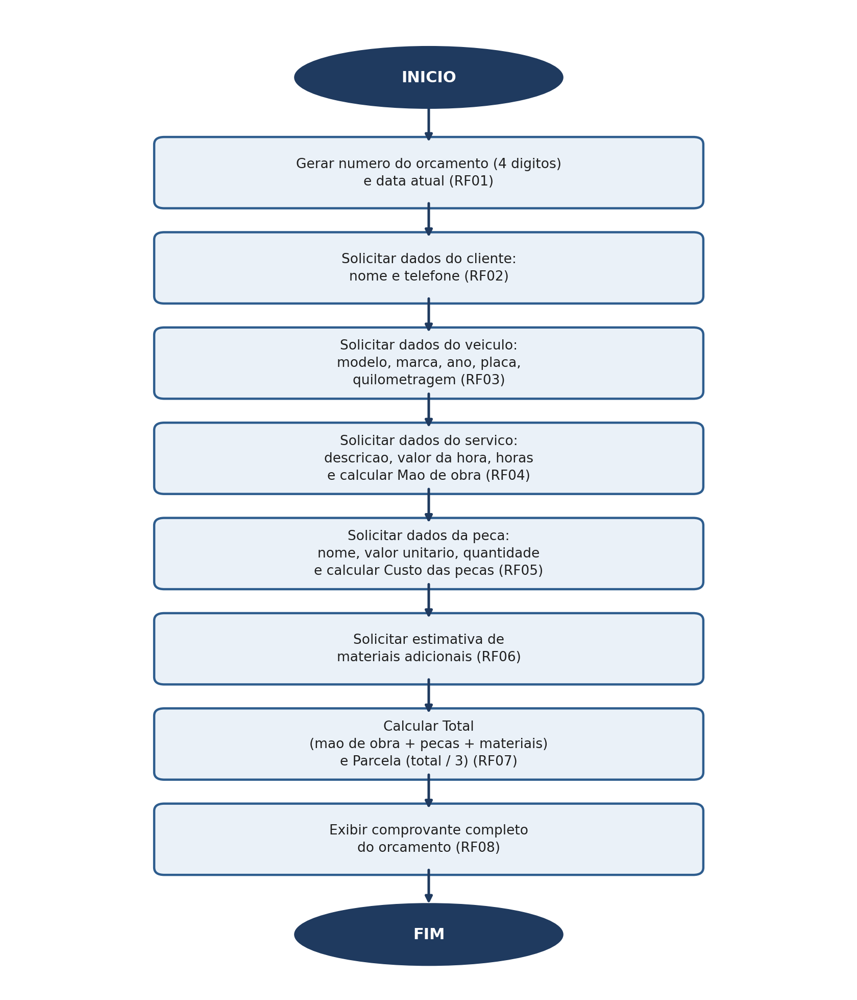 INICIO
Gerar numero do orcamento (4 digitos)
e data atual (RF01)
Solicitar dados do cliente:
nome e telefone (RF02)
Solicitar dados do veiculo:
modelo, marca, ano, placa,
quilometragem (RF03)
Solicitar dados do servico:
descricao, valor da hora, horas
e calcular Mao de obra (RF04)
Solicitar dados da peca:
nome, valor unitario, quantidade
e calcular Custo das pecas (RF05)
Solicitar estimativa de
materiais adicionais (RF06)
Calcular Total
(mao de obra + pecas + materiais)
e Parcela (total / 3) (RF07)
Exibir comprovante completo
do orcamento (RF08)
FIM